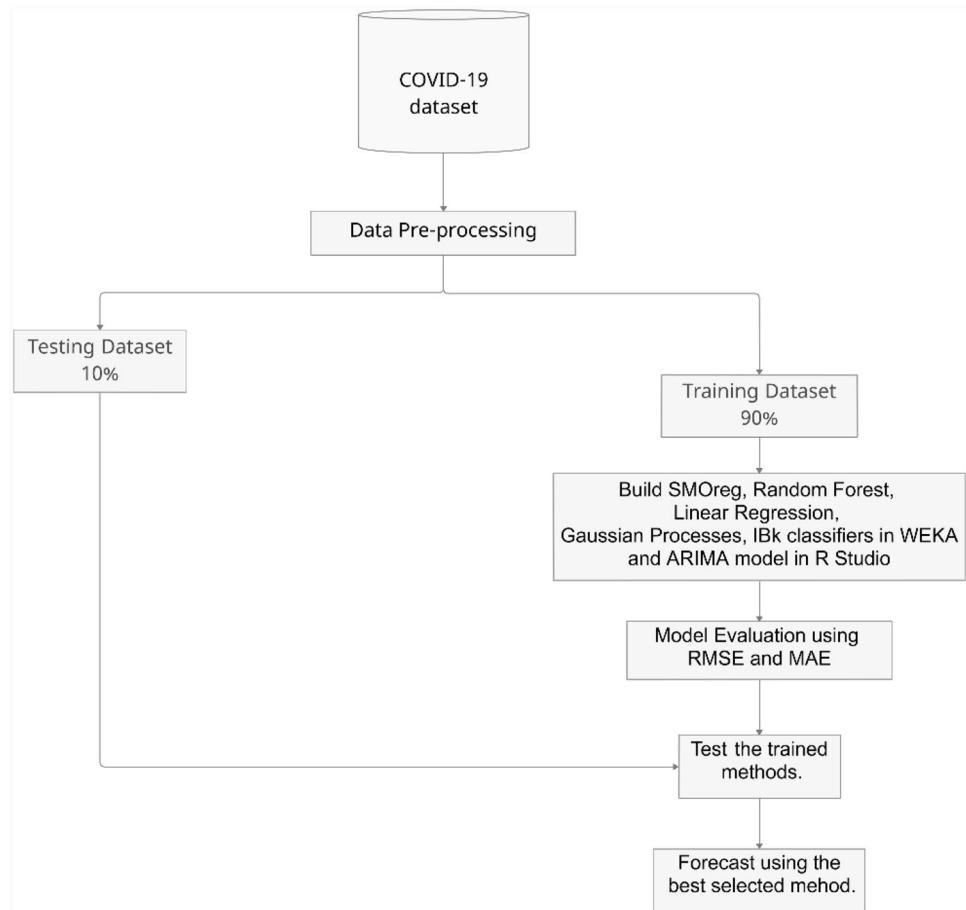 COVID-19
dataset
Data Pre-processing
Testing Dataset
10%
Training Dataset
90%
Build SMOreg, Random Forest,
Linear Regression,
Gaussian Processes, IBk classifiers in WEKA
and ARIMA model in R Studio
Model Evaluation using
RMSE and MAE
Test the trained
methods.
Forecast using the
best selected mehod.